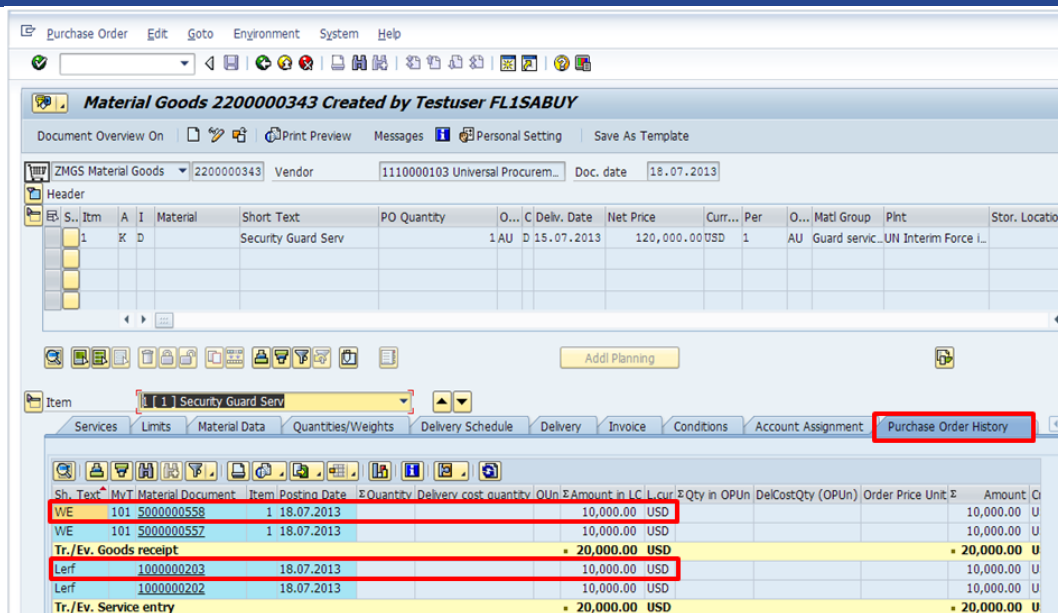 Purchase Order Edit Goto Environment System Help
Material Goods 2200000343 Created by Testuser FL1SABUY
Document Overview On Print Preview Messages Personal Setting Save As Template
ZMGS Material Goods 2200000343 Vendor 1110000103 Universal Procurem... Doc. date 18.07.2013
Header
S.. Itm A I Material Short Text PO Quantity O... C Deliv. Date Net Price Curr... Per O... Matl Group Plnt Stor. Locatio
1 K D Security Guard Serv 1 AU D 15.07.2013 120,000.00 USD 1 AU Guard servic... UN Interim Force i...
Addl Planning
Item 1 [ 1 ] Security Guard Serv
Services Limits Material Data Quantities/Weights Delivery Schedule Delivery Invoice Conditions Account Assignment Purchase Order History
Sh. Text MvT Material Document Item Posting Date ΣQuantity Delivery cost quantity OUn ΣAmount in LC L.cur ΣQty in OPUn DelCostQty (OPUn) Order Price Unit Σ Amount
WE 101 5000000558 1 18.07.2013 10,000.00 USD 10,000.00 U
WE 101 5000000557 1 18.07.2013 10,000.00 USD 10,000.00 U
Tr./Ev. Goods receipt ▪ 20,000.00 USD ▪ 20,000.00 U
Lerf 1000000203 18.07.2013 10,000.00 USD 10,000.00 U
Lerf 1000000202 18.07.2013 10,000.00 USD 10,000.00 U
Tr./Ev. Service entry ▪ 20,000.00 USD ▪ 20,000.00 U